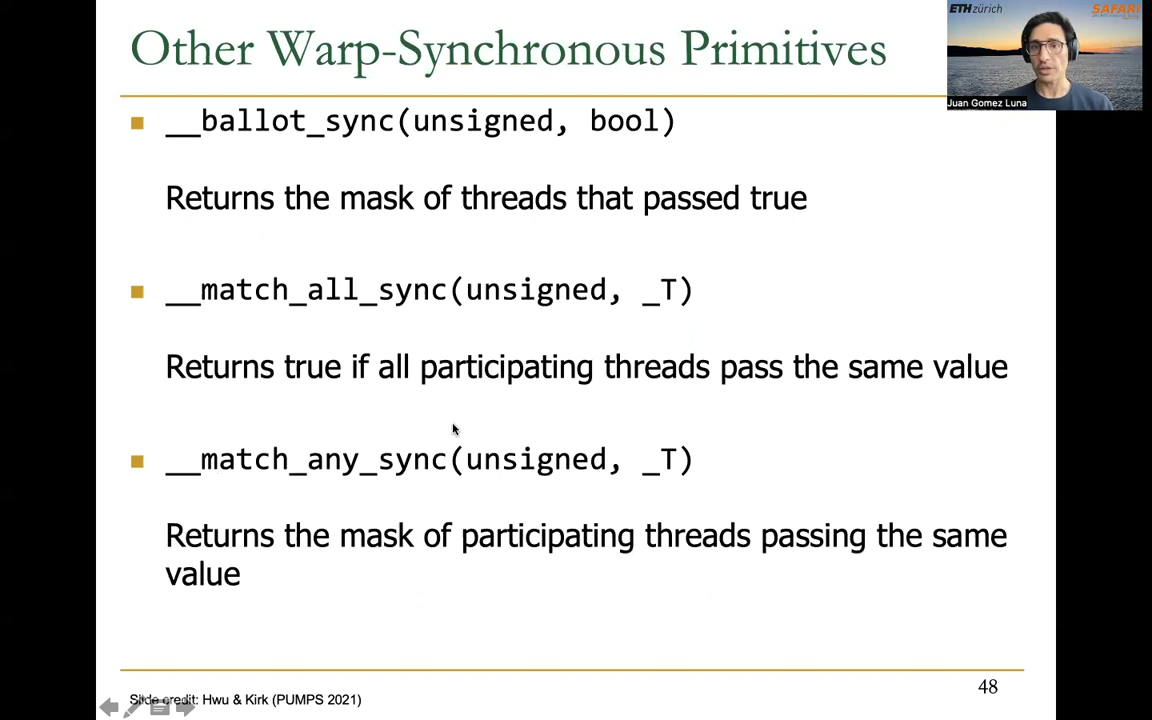 Other Warp-Synchronous Primitives
ETHzürich
SAFARI
Juan Gomez Luna
__ballot_sync(unsigned, bool)
Returns the mask of threads that passed true
__match_all_sync(unsigned, _T)
Returns true if all participating threads pass the same value
__match_any_sync(unsigned, _T)
Returns the mask of participating threads passing the same
value
Slide credit: Hwu & Kirk (PUMPS 2021)
48